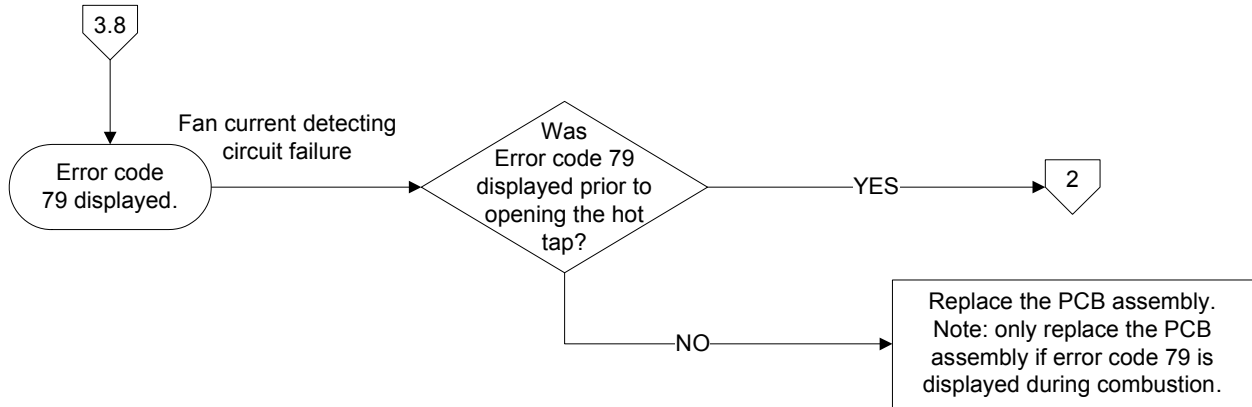 3.8
Error code
79 displayed.
Fan current detecting
circuit failure
Was
Error code 79
displayed prior to
opening the hot
tap?
YES
2
NO
Replace the PCB assembly.
Note: only replace the PCB
assembly if error code 79 is
displayed during combustion.